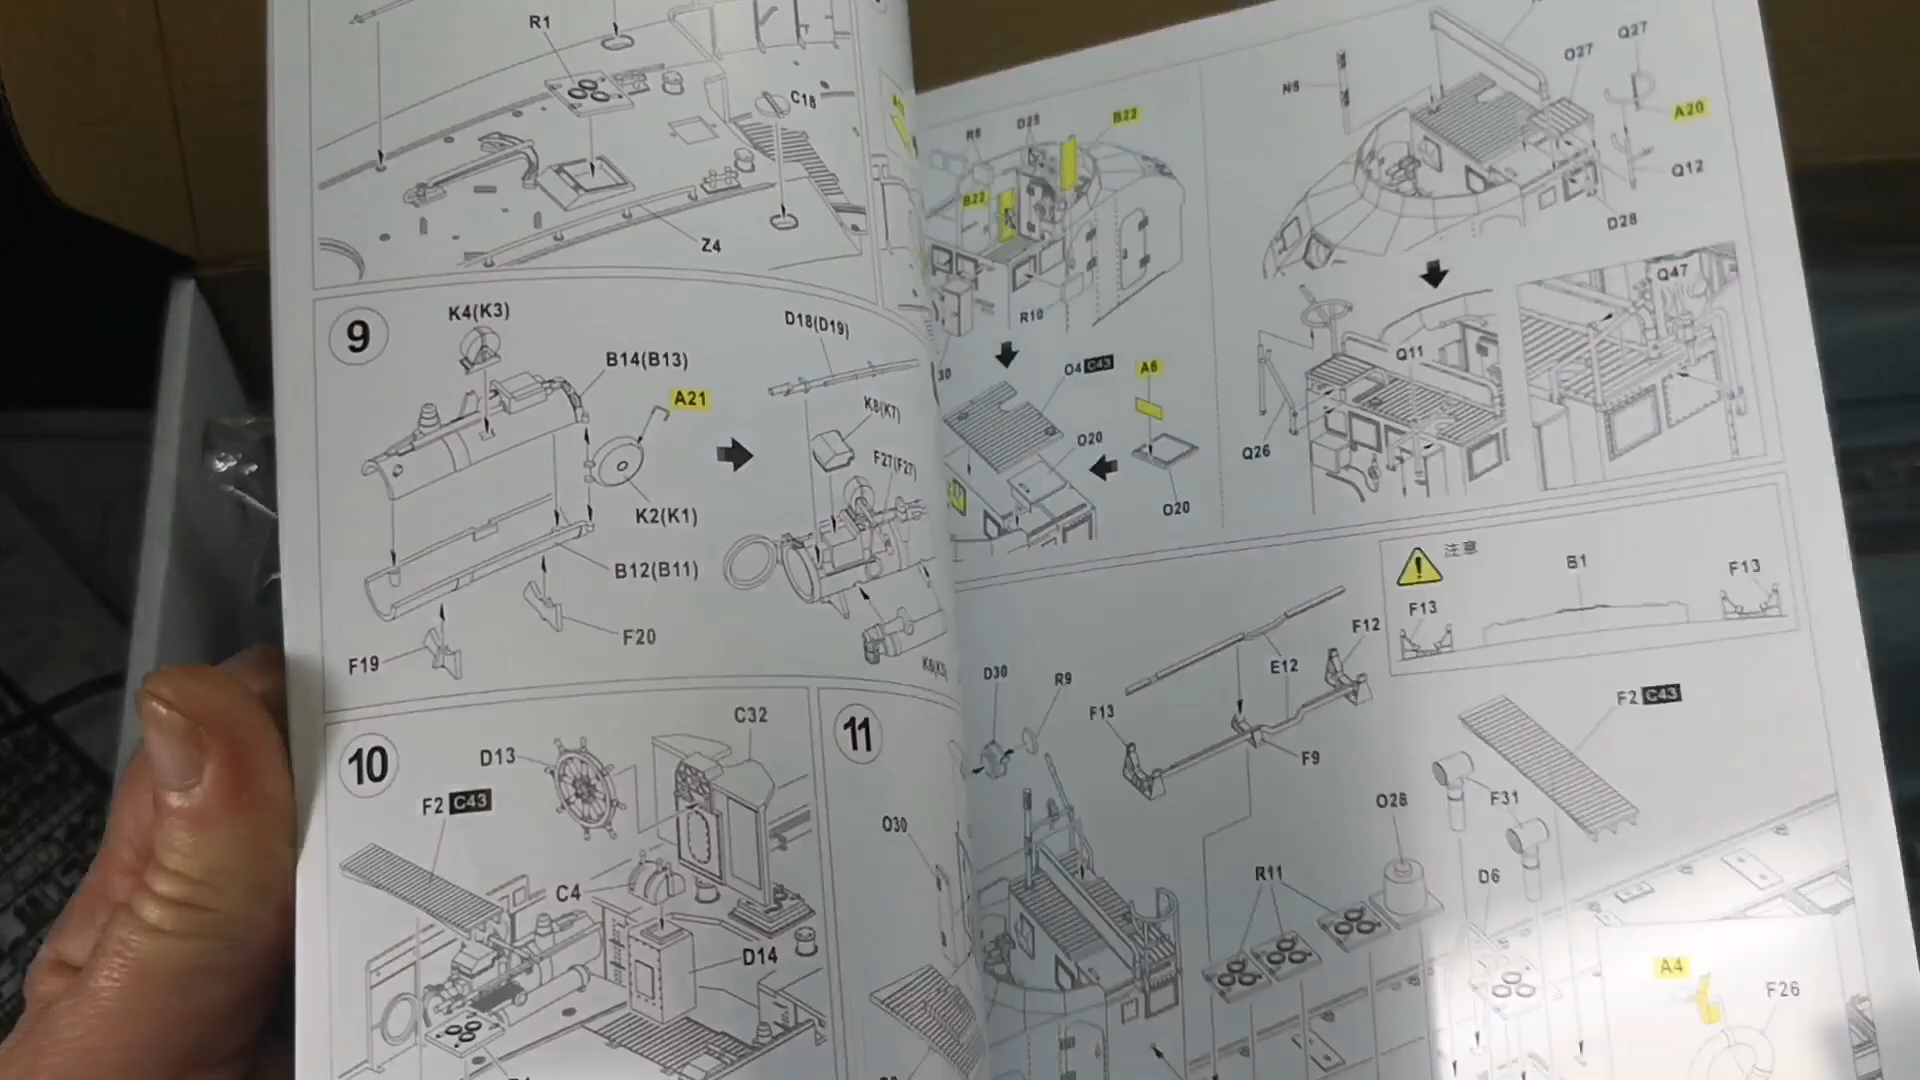 R1
C18
Z4
9
K4(K3)
B14(B13)
A21
K2(K1)
B12(B11)
F20
F19
D18(D19)
K8(K7)
F27(F27)
10
D13
C32
F2 C43
C4
D14
11
O30
R6
D25
B22
B22
R10
30
O4 C43
A6
O20
O20
N5
O27
Q27
A20
Q12
D28
Q47
Q11
Q26
注意
B1
F13
F13
F12
E12
D30
R9
F13
F9
F2 C43
F31
O28
R11
D6
A4
F26